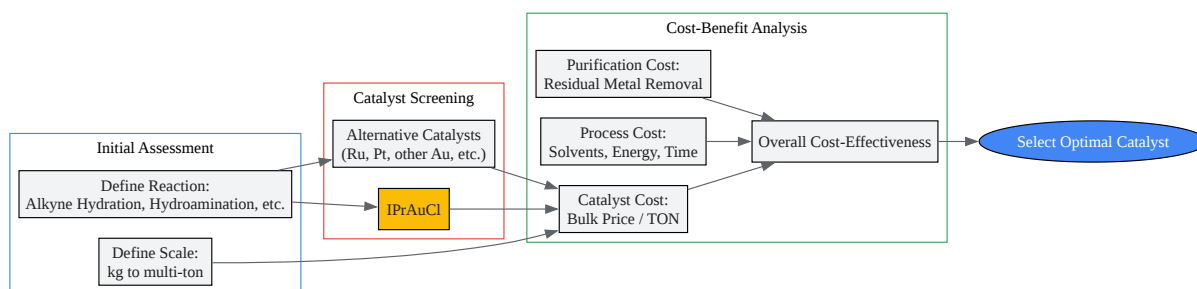 Initial Assessment
Define Reaction:
Alkyne Hydration, Hydroamination, etc.
Define Scale:
kg to multi-ton
Catalyst Screening
Alternative Catalysts
(Ru, Pt, other Au, etc.)
IPrAuCl
Cost-Benefit Analysis
Purification Cost:
Residual Metal Removal
Process Cost:
Solvents, Energy, Time
Catalyst Cost:
Bulk Price / TON
Overall Cost-Effectiveness
Select Optimal Catalyst